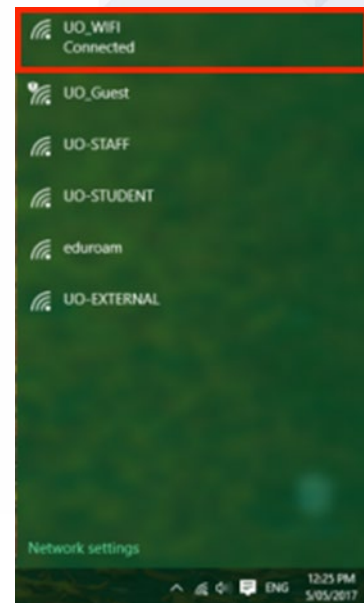 UO_WIFI
Connected
UO_Guest
UO-STAFF
UO-STUDENT
eduroam
UO-EXTERNAL
Network settings
ENG
12:25 PM
5/05/2017